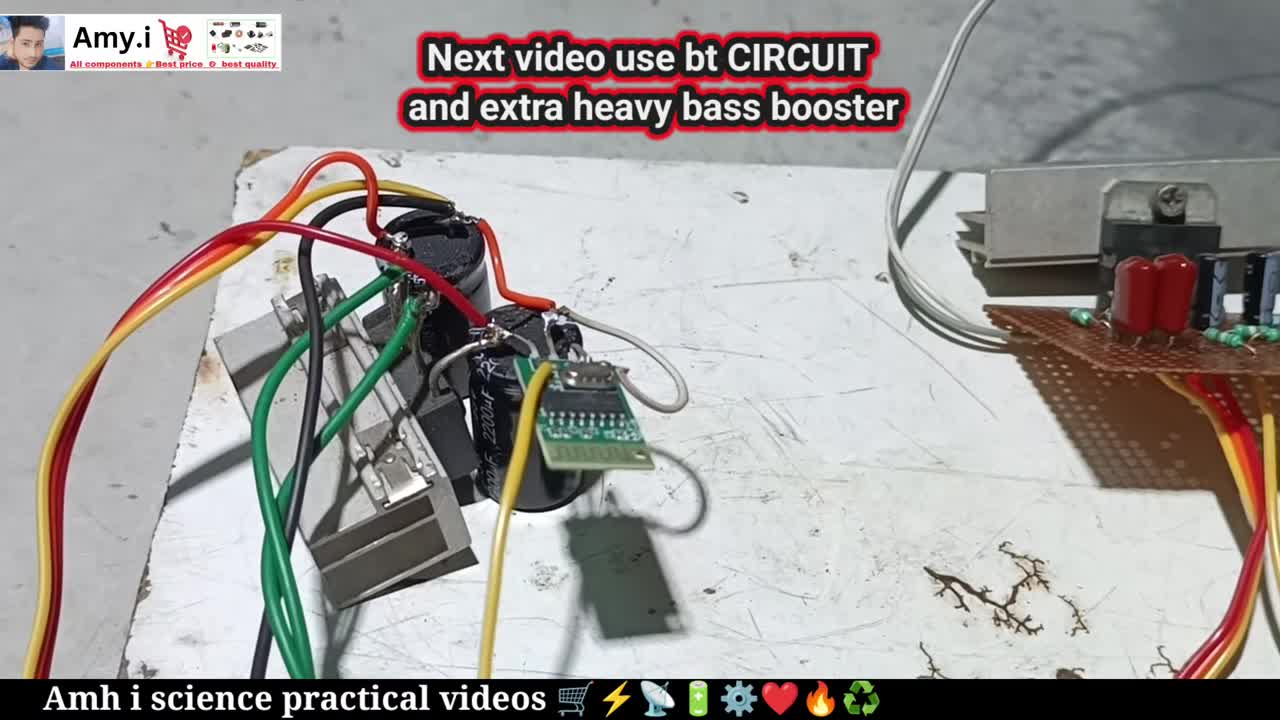 Amy.i
All components 👉Best price & best quality
Next video use bt CIRCUIT
and extra heavy bass booster
2200uF
Amh i science practical videos 🛒⚡📡🔋⚙️❤️🔥♻️